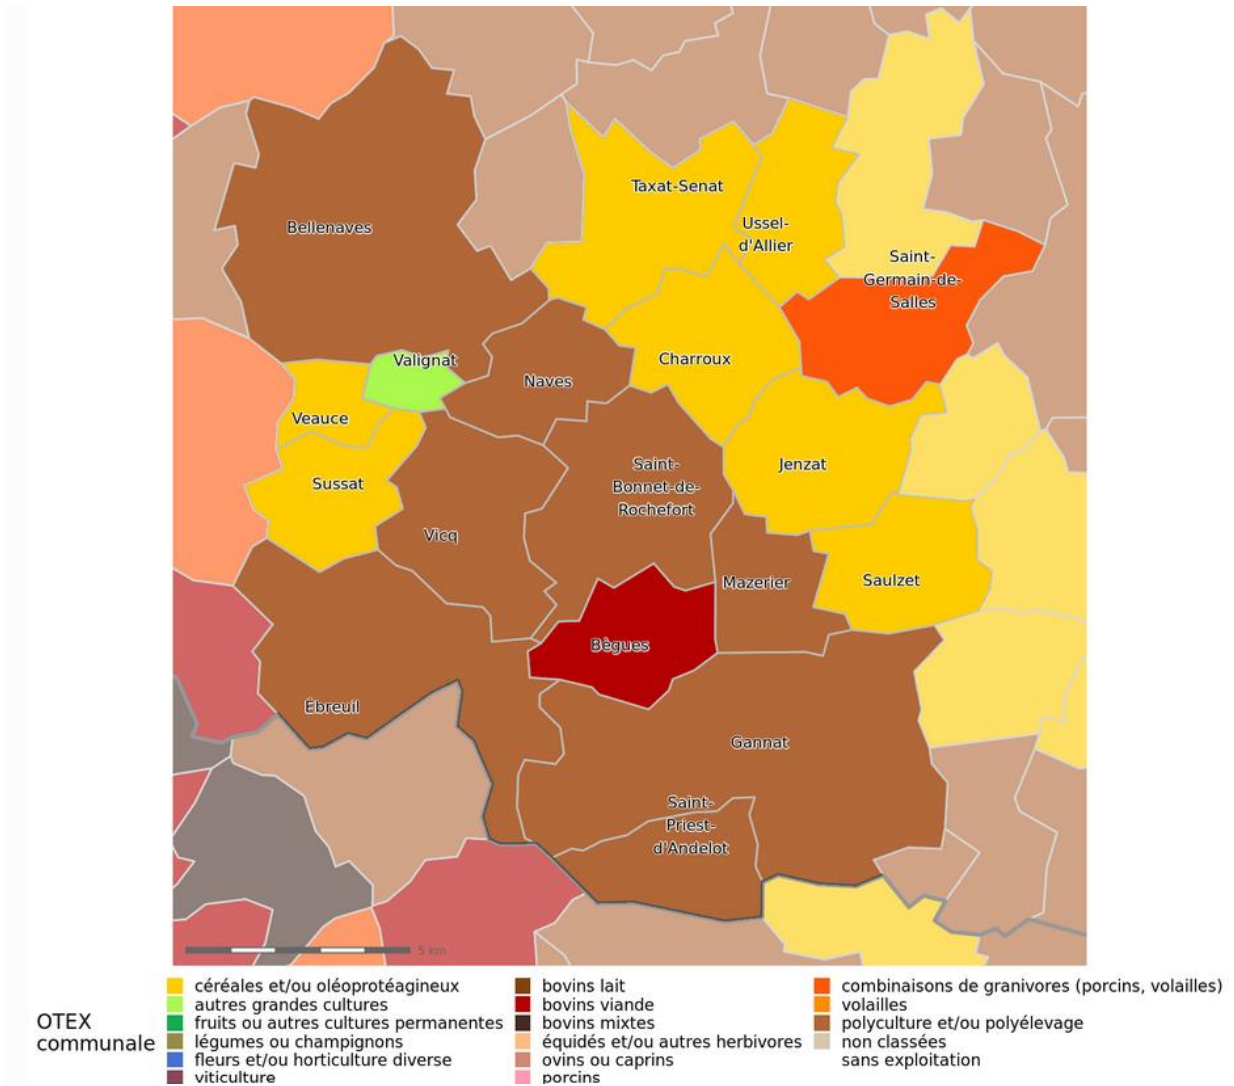 Taxat-Senat
Bellenaves
Ussel-
d'Allier
Saint-
Germain-de-
Salles
Valignat
Charroux
Naves
Veauce
Saint-
Bonnet-de-
Rochefort
Jenzat
Sussat
Vicq
Mazerier
Saulzet
Bègues
Ébreuil
Gannat
Saint-
Priest-
d'Andelot
5 km
OTEX
communale
céréales et/ou oléoprotéagineux
autres grandes cultures
fruits ou autres cultures permanentes
légumes ou champignons
fleurs et/ou horticulture diverse
viticulture
bovins lait
bovins viande
bovins mixtes
équidés et/ou autres herbivores
ovins ou caprins
porcins
combinaisons de granivores (porcins, volailles)
volailles
polyculture et/ou polyélevage
non classées
sans exploitation